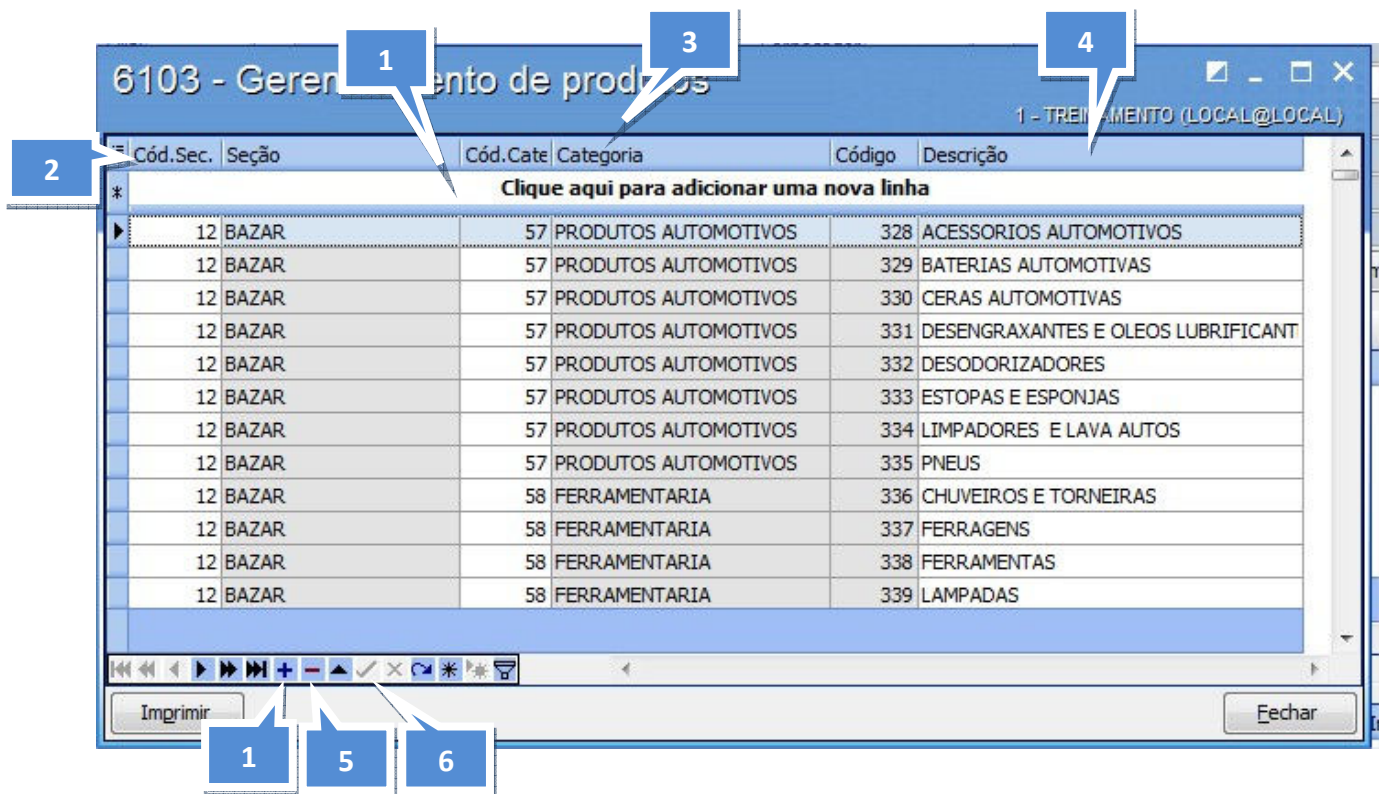 1
3
4
6103 - Geren ento de produtos
1 - TREINAMENTO (LOCAL@LOCAL)
2
Cód.Sec. Seção Cód.Cate Categoria Código Descrição
* Clique aqui para adicionar uma nova linha
12 BAZAR 57 PRODUTOS AUTOMOTIVOS 328 ACESSORIOS AUTOMOTIVOS
12 BAZAR 57 PRODUTOS AUTOMOTIVOS 329 BATERIAS AUTOMOTIVAS
12 BAZAR 57 PRODUTOS AUTOMOTIVOS 330 CERAS AUTOMOTIVAS
12 BAZAR 57 PRODUTOS AUTOMOTIVOS 331 DESENGRAXANTES E OLEOS LUBRIFICANT
12 BAZAR 57 PRODUTOS AUTOMOTIVOS 332 DESODORIZADORES
12 BAZAR 57 PRODUTOS AUTOMOTIVOS 333 ESTOPAS E ESPONJAS
12 BAZAR 57 PRODUTOS AUTOMOTIVOS 334 LIMPADORES E LAVA AUTOS
12 BAZAR 57 PRODUTOS AUTOMOTIVOS 335 PNEUS
12 BAZAR 58 FERRAMENTARIA 336 CHUVEIROS E TORNEIRAS
12 BAZAR 58 FERRAMENTARIA 337 FERRAGENS
12 BAZAR 58 FERRAMENTARIA 338 FERRAMENTAS
12 BAZAR 58 FERRAMENTARIA 339 LAMPADAS
Imprimir Fechar
1 5 6